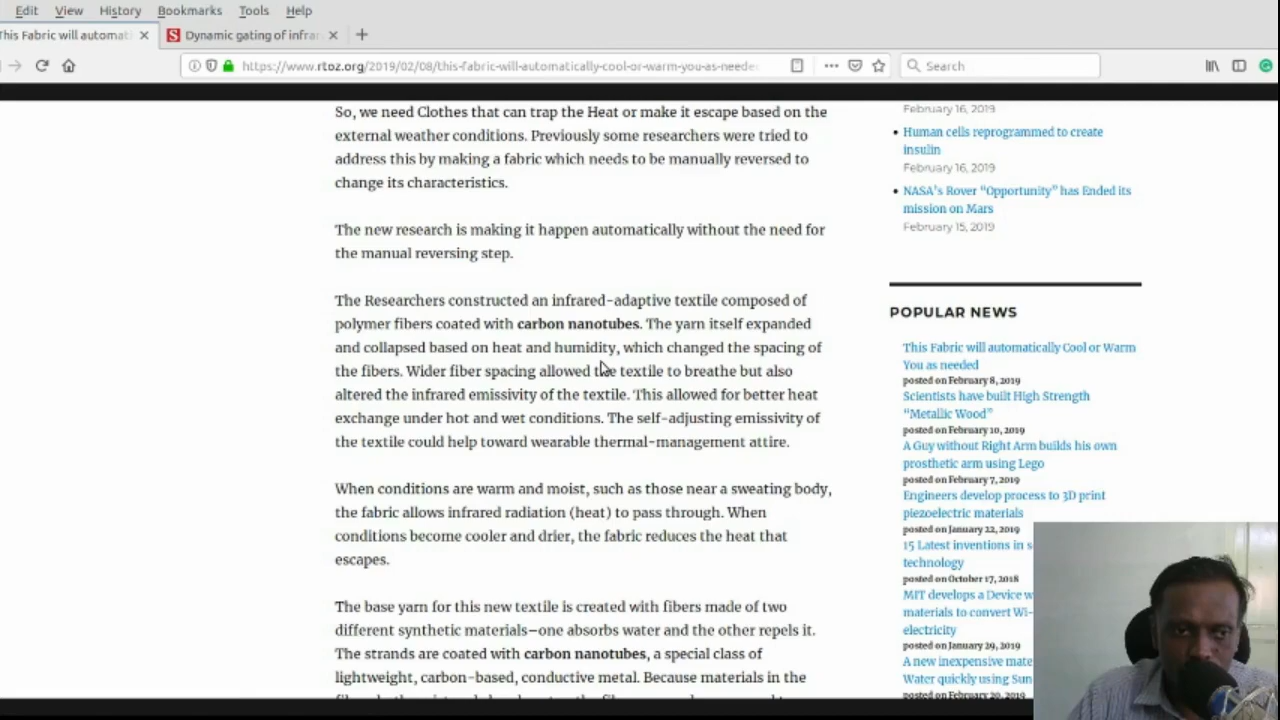 Edit View History Bookmarks Tools Help
This Fabric will automat
Dynamic gating of infrar
https://www.rtoz.org/2019/02/08/this-fabric-will-automatically-cool-or-warm-you-as-neede
Search
So, we need Clothes that can trap the Heat or make it escape based on the
external weather conditions. Previously some researchers were tried to
address this by making a fabric which needs to be manually reversed to
change its characteristics.
The new research is making it happen automatically without the need for
the manual reversing step.
The Researchers constructed an infrared-adaptive textile composed of
polymer fibers coated with carbon nanotubes. The yarn itself expanded
and collapsed based on heat and humidity, which changed the spacing of
the fibers. Wider fiber spacing allowed the textile to breathe but also
altered the infrared emissivity of the textile. This allowed for better heat
exchange under hot and wet conditions. The self-adjusting emissivity of
the textile could help toward wearable thermal-management attire.
When conditions are warm and moist, such as those near a sweating body,
the fabric allows infrared radiation (heat) to pass through. When
conditions become cooler and drier, the fabric reduces the heat that
escapes.
The base yarn for this new textile is created with fibers made of two
different synthetic materials—one absorbs water and the other repels it.
The strands are coated with carbon nanotubes, a special class of
lightweight, carbon-based, conductive metal. Because materials in the
February 16, 2019
Human cells reprogrammed to create
insulin
February 16, 2019
NASA's Rover “Opportunity” has Ended its
mission on Mars
February 15, 2019
POPULAR NEWS
This Fabric will automatically Cool or Warm
You as needed
posted on February 8, 2019
Scientists have built High Strength
“Metallic Wood”
posted on February 10, 2019
A Guy without Right Arm builds his own
prosthetic arm using Lego
posted on February 7, 2019
Engineers develop process to 3D print
piezoelectric materials
posted on January 22, 2019
15 Latest inventions in s
technology
posted on October 17, 2018
MIT develops a Device w
materials to convert Wi-
electricity
posted on January 29, 2019
A new inexpensive mate
Water quickly using Sun
posted on February 20, 2019